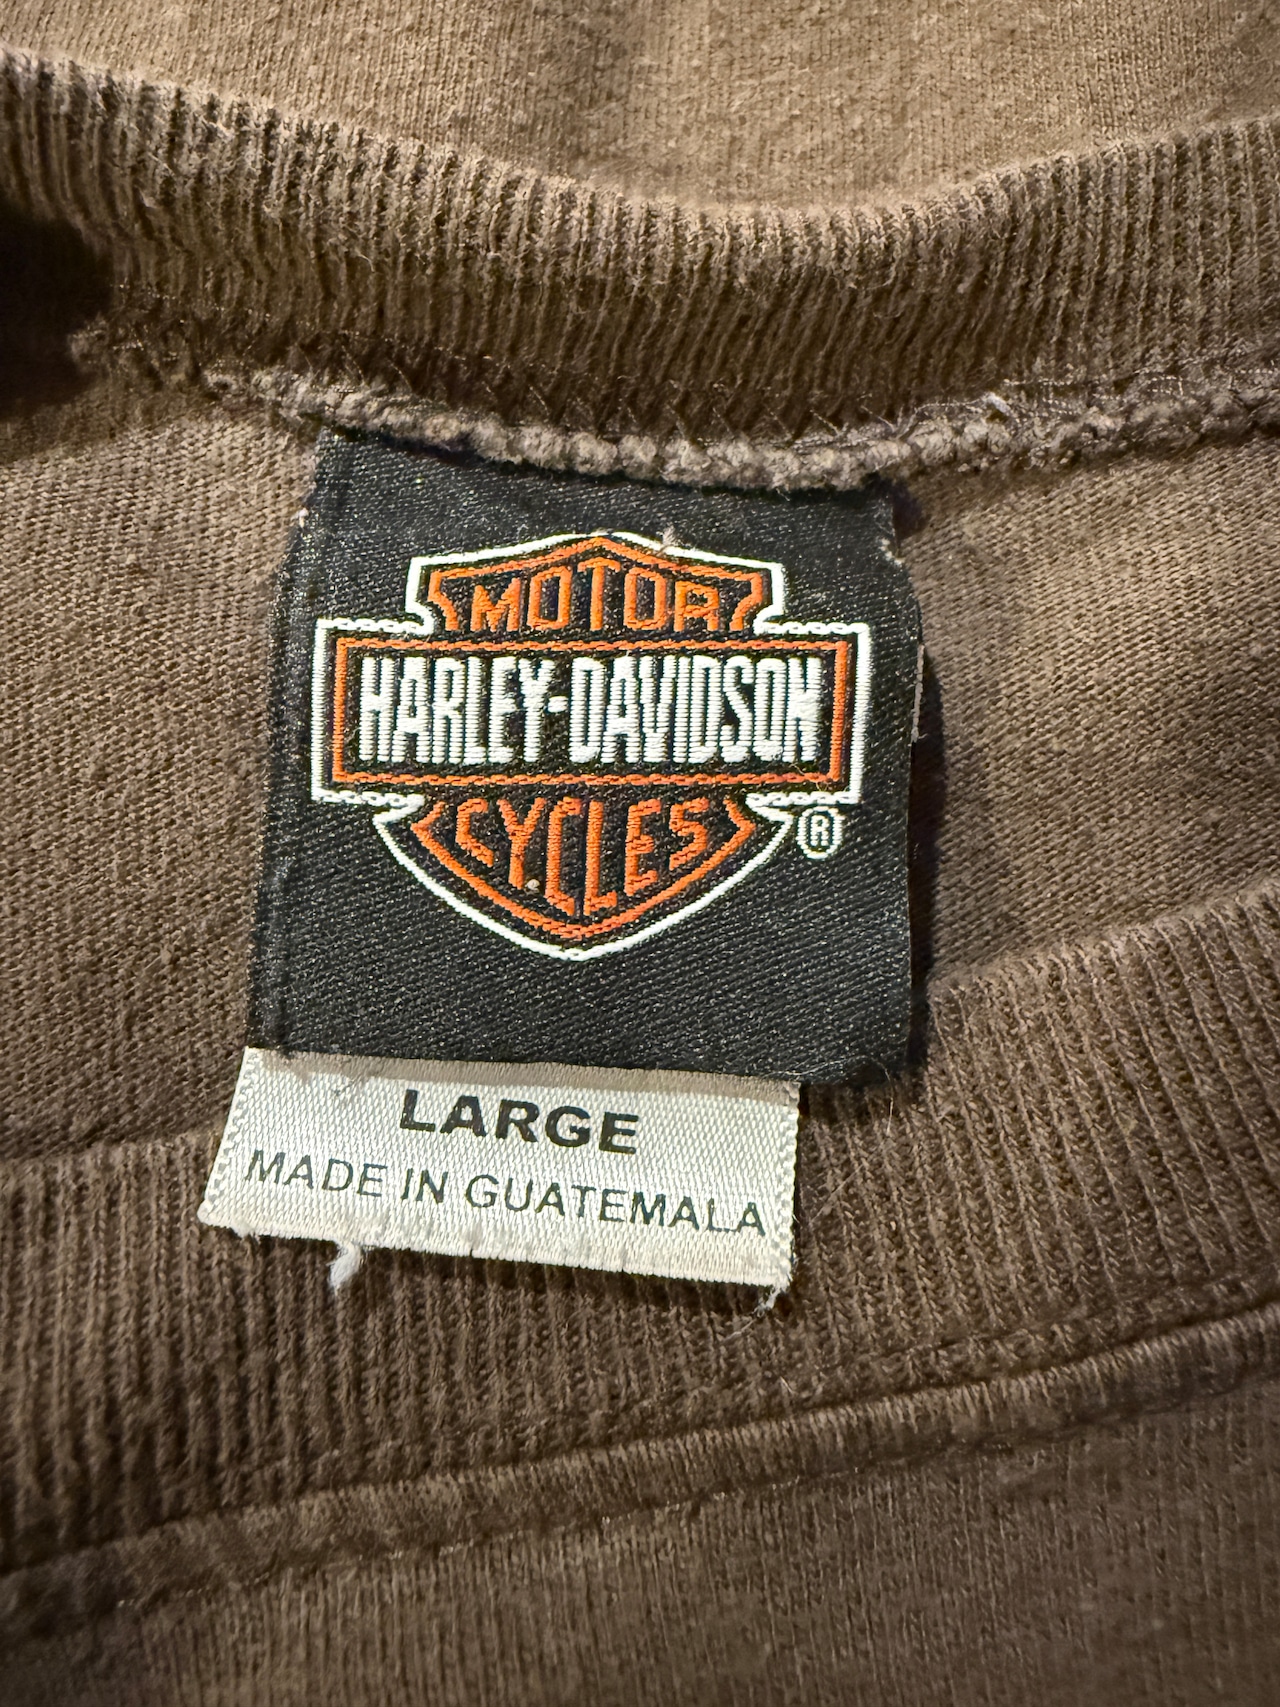 MOTOR
HARLEY-DAVIDSON
CYCLES
®
LARGE
MADE IN GUATEMALA